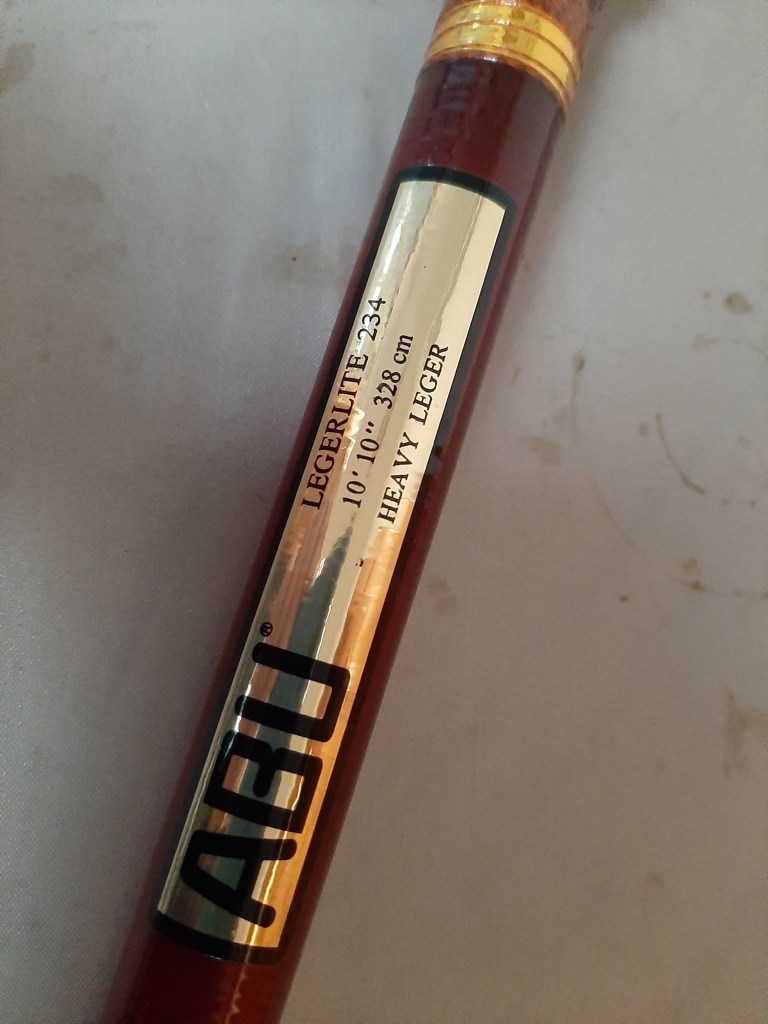 ABU®
LEGERLITE 234
10' 10" 328 cm
HEAVY LEGER